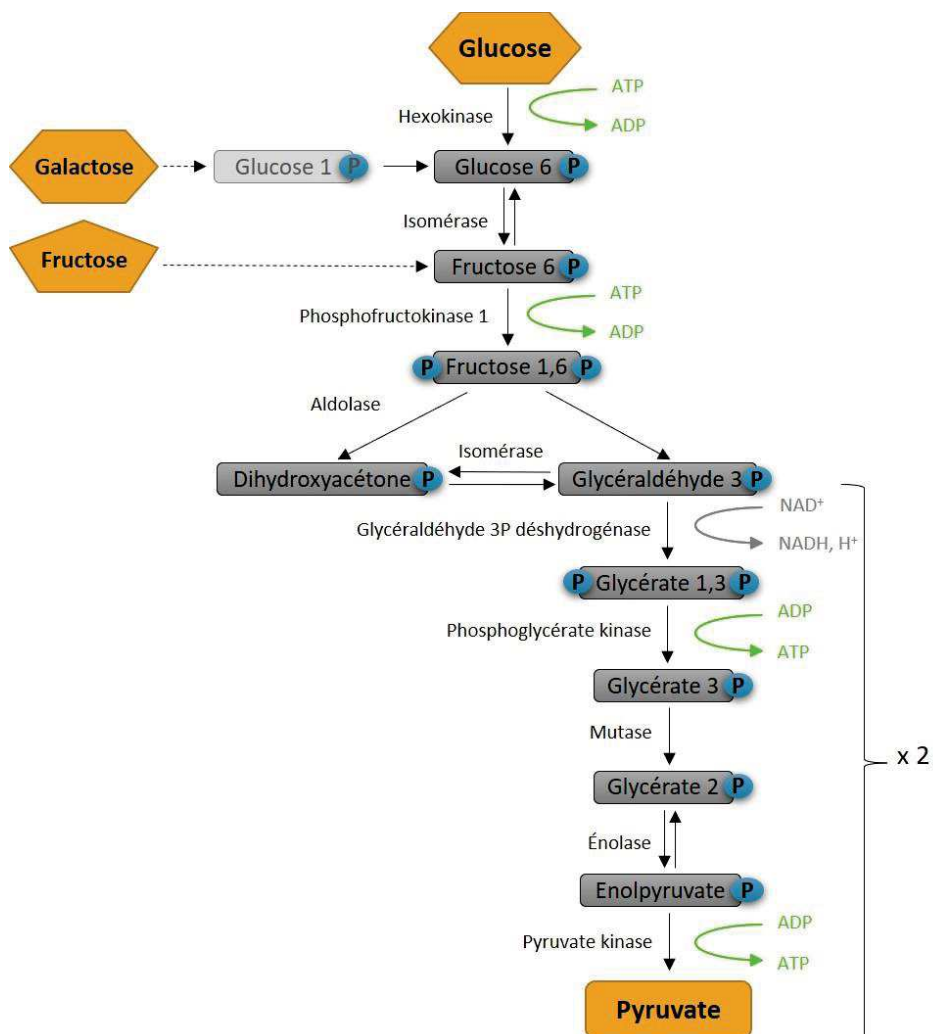 Glucose
ATP
Hexokinase
ADP
Galactose
Glucose 1 P
Glucose 6 P
Isomérase
Fructose
Fructose 6 P
ATP
Phosphofructokinase 1
ADP
P Fructose 1,6 P
Aldolase
Isomérase
Dihydroxyacétone P
Glycéraldéhyde 3 P
NAD+
Glycéraldéhyde 3P déshydrogénase
NADH, H+
P Glycérate 1,3 P
ADP
Phosphoglycérate kinase
ATP
Glycérate 3 P
Mutase
x 2
Glycérate 2 P
Énolase
Enolpyruvate P
ADP
Pyruvate kinase
ATP
Pyruvate